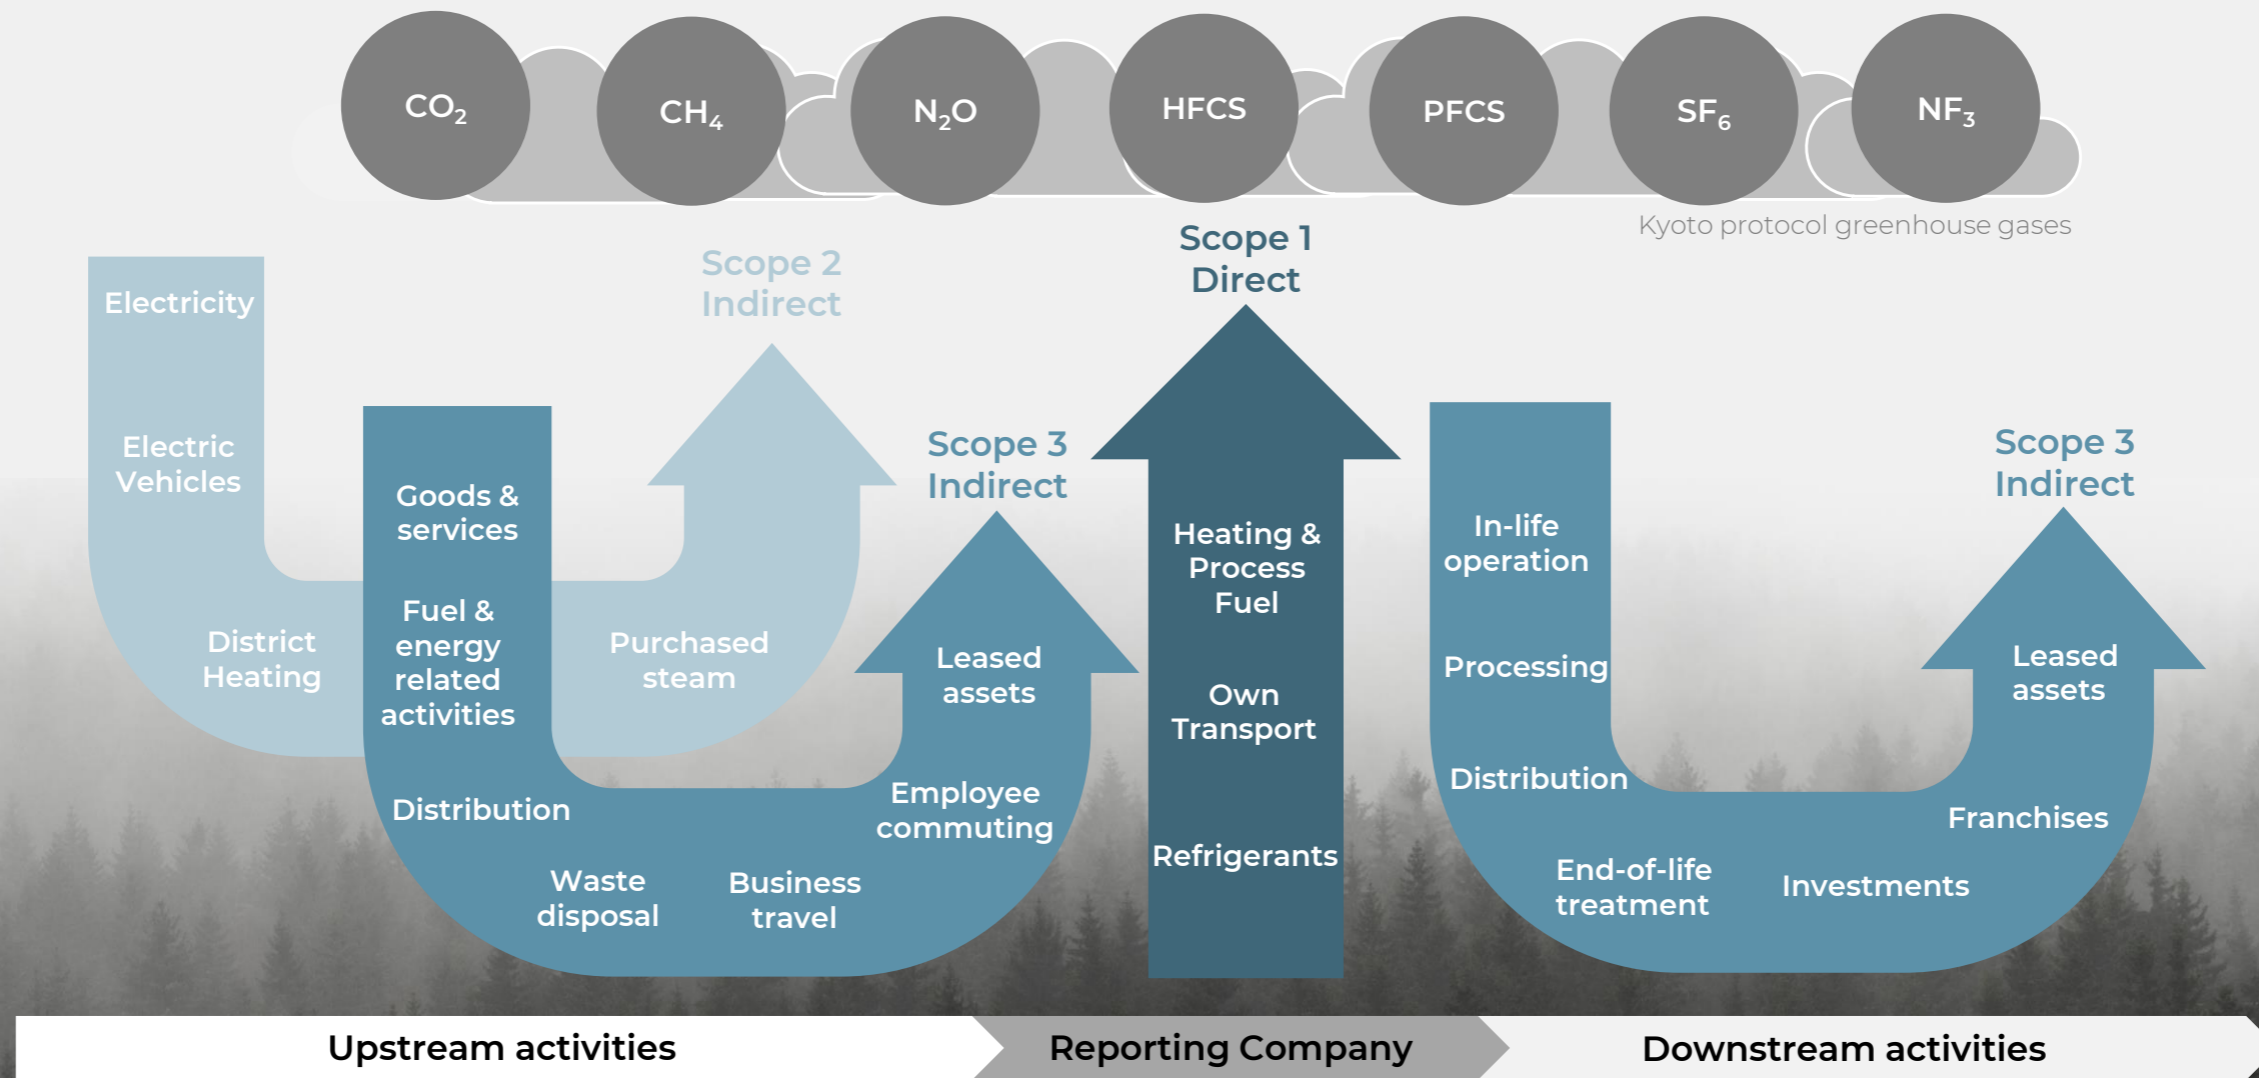 CO₂
CH₄
N₂O
HFCS
PFCS
SF₆
NF₃
Kyoto protocol greenhouse gases
Scope 2
Indirect
Electricity
Electric
Vehicles
District
Heating
Purchased
steam
Scope 3
Indirect
Goods &
services
Fuel &
energy
related
activities
Distribution
Waste
disposal
Business
travel
Employee
commuting
Leased
assets
Scope 1
Direct
Heating &
Process
Fuel
Own
Transport
Refrigerants
Scope 3
Indirect
In-life
operation
Processing
Distribution
End-of-life
treatment
Investments
Franchises
Leased
assets
Upstream activities
Reporting Company
Downstream activities